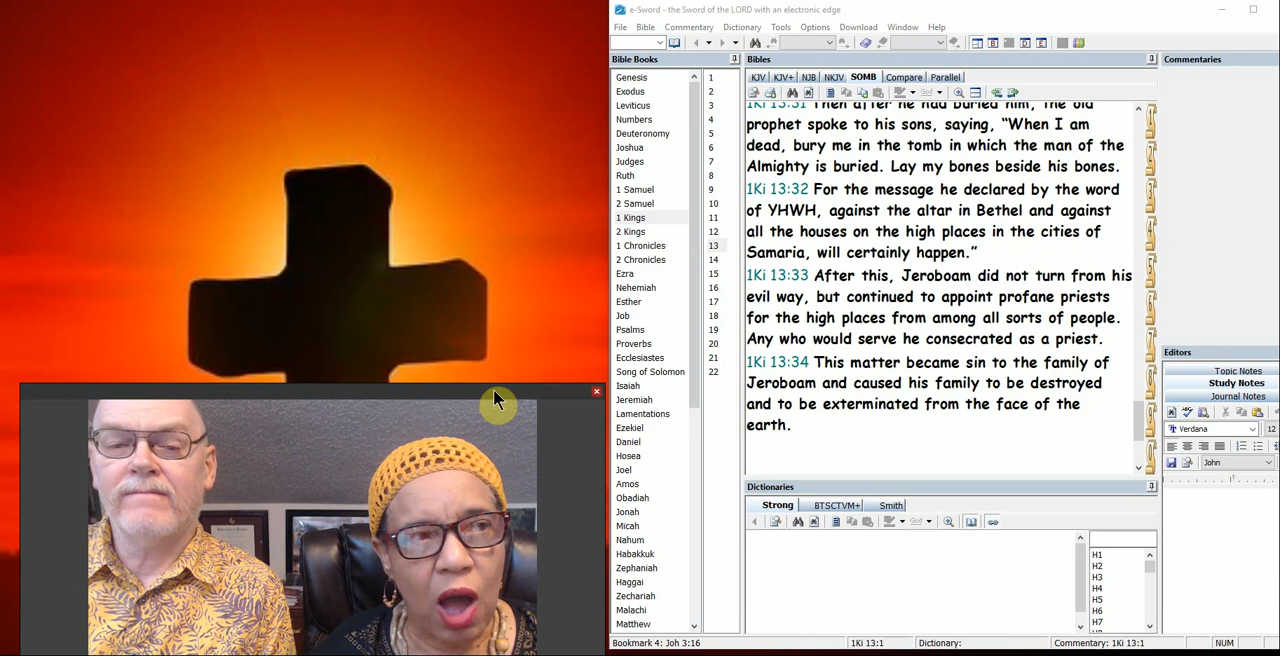 e-Sword - the Sword of the LORD with an electronic edge
File Bible Commentary Dictionary Tools Options Download Window Help
Bible Books
Genesis 1
Exodus 2
Leviticus 3
Numbers 4
Deuteronomy 5
Joshua 6
Judges 7
Ruth 8
1 Samuel 9
2 Samuel 10
1 Kings 11
2 Kings 12
1 Chronicles 13
2 Chronicles 14
Ezra 15
Nehemiah 16
Esther 17
Job 18
Psalms 19
Proverbs 20
Ecclesiastes 21
Song of Solomon 22
Isaiah
Jeremiah
Lamentations
Ezekiel
Daniel
Hosea
Joel
Amos
Obadiah
Jonah
Micah
Nahum
Habakkuk
Zephaniah
Haggai
Zechariah
Malachi
Matthew
Bibles
KJV KJV+ NJB NKJV SOMB Compare Parallel
1Ki 13:31 Then after he had buried him, the old
prophet spoke to his sons, saying, “When I am
dead, bury me in the tomb in which the man of the
Almighty is buried. Lay my bones beside his bones.
1Ki 13:32 For the message he declared by the word
of YHWH, against the altar in Bethel and against
all the houses on the high places in the cities of
Samaria, will certainly happen.”
1Ki 13:33 After this, Jeroboam did not turn from his
evil way, but continued to appoint profane priests
for the high places from among all sorts of people.
Any who would serve he consecrated as a priest.
1Ki 13:34 This matter became sin to the family of
Jeroboam and caused his family to be destroyed
and to be exterminated from the face of the
earth.
Dictionaries
Strong BTSCTVM+ Smith
H1
H2
H3
H4
H5
H6
H7
Commentaries
Editors
Topic Notes
Study Notes
Journal Notes
Verdana 12
John
Bookmark 4: Joh 3:16 1Ki 13:1 Dictionary: Commentary: 1Ki 13:1 NUM